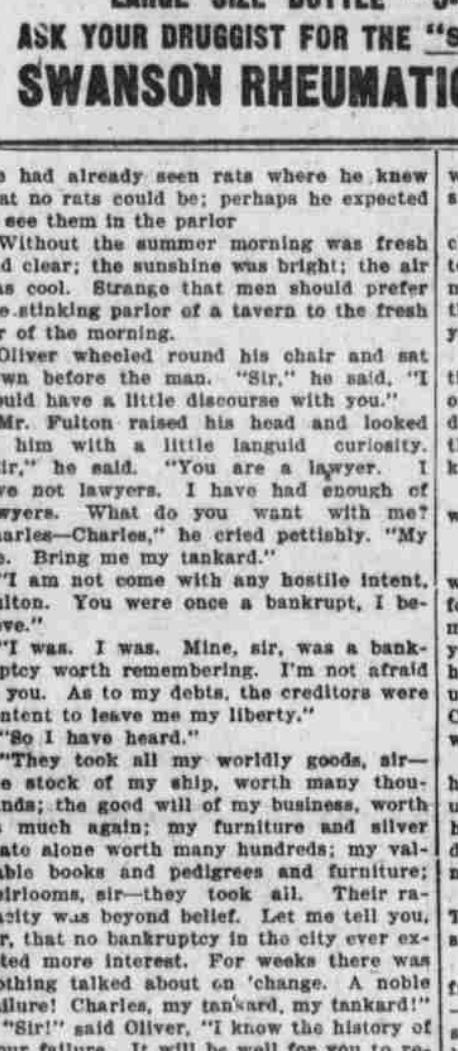 ASK YOUR DRUGGIST FOR THE "S
SWANSON RHEUMATIC
had already seen rats where he knew
at no rats could be; perhaps he expected
see them in the parlor
Without the summer morning was fresh
d clear; the sunshine was bright; the air
as cool. Strange that men should prefer
e stinking parlor of a tavern to the fresh
r of the morning.
Oliver wheeled round his chair and sat
wn before the man. "Sir," he said, "I
ould have a little discourse with you."
Mr. Fulton raised his head and looked
him with a little languid curiosity.
ir," he said. "You are a lawyer. I
ve not lawyers. I have had enough of
wyers. What do you want with me?
harles—Charles," he cried pettishly. "My
e. Bring me my tankard."
"I am not come with any hostile intent,
ulton. You were once a bankrupt, I be-
ve."
"I was. I was. Mine, sir, was a bank-
ptcy worth remembering. I'm not afraid
you. As to my debts, the creditors were
ntent to leave me my liberty."
"So I have heard."
"They took all my worldly goods, sir—
e stock of my ship, worth many thou-
nds; the good will of my business, worth
s much again; my furniture and silver
ate alone worth many hundreds; my val-
able books and pedigrees and furniture;
eirlooms, sir—they took all. Their ra-
acity was beyond belief. Let me tell you,
r, that no bankruptcy in the city ever ex-
ted more interest. For weeks there was
othing talked about on 'change. A noble
ilure! Charles, my tankard, my tankard!"
"Sir!" said Oliver, "I know the history of
our failure. It will be well for you to re-